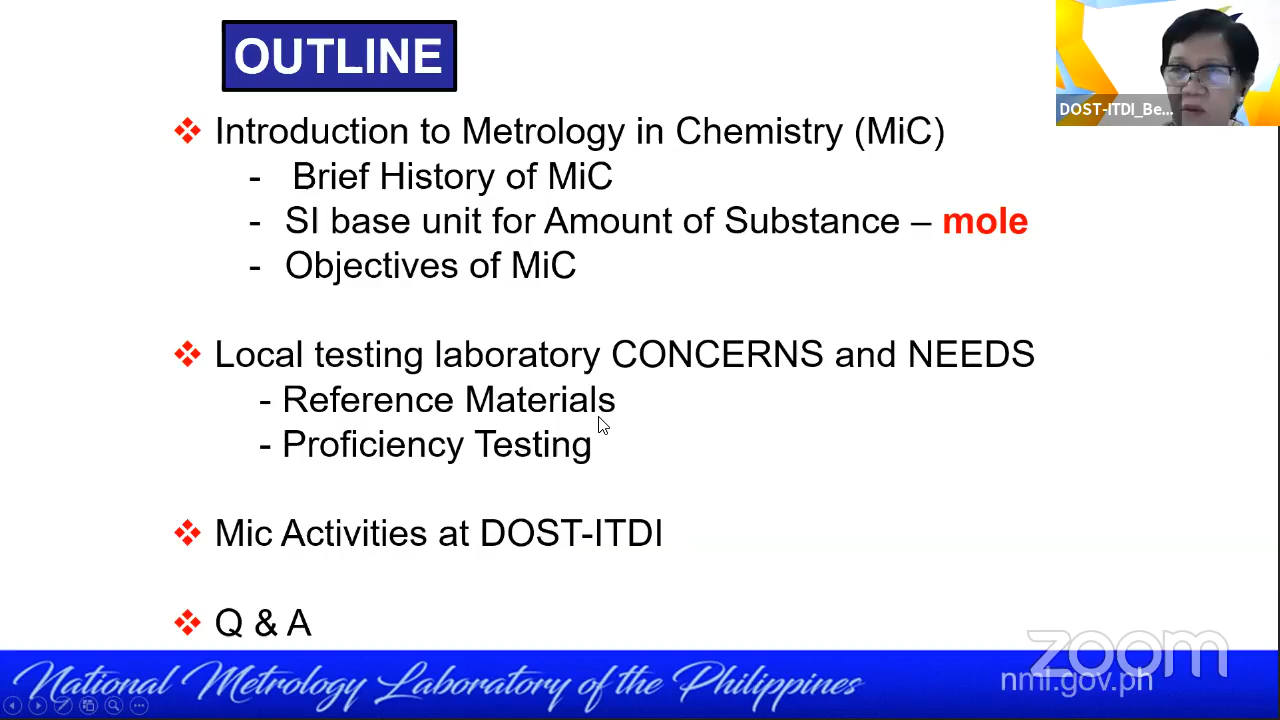 OUTLINE
DOST-ITDI_Be...
❖ Introduction to Metrology in Chemistry (MiC)
- Brief History of MiC
- SI base unit for Amount of Substance – mole
- Objectives of MiC
❖ Local testing laboratory CONCERNS and NEEDS
- Reference Materials
- Proficiency Testing
❖ Mic Activities at DOST-ITDI
❖ Q & A
zoom
National Metrology Laboratory of the Philippines
nml.gov.ph